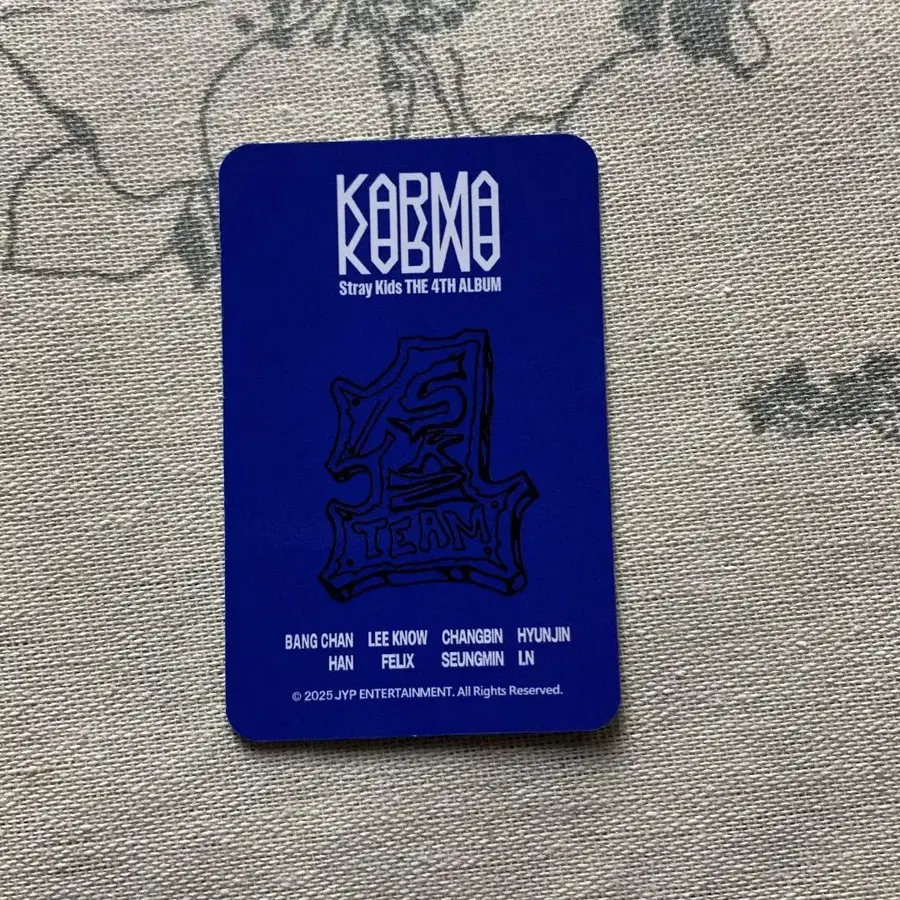 KARMA
KARMA
Stray Kids THE 4TH ALBUM
SKZ
TEAM
BANG CHAN LEE KNOW CHANGBIN HYUNJIN
HAN FELIX SEUNGMIN I.N
© 2025 JYP ENTERTAINMENT. All Rights Reserved.